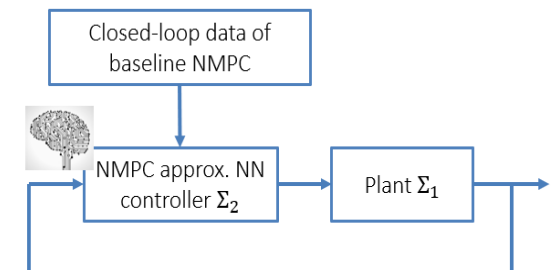 Closed-loop data of
baseline NMPC
NMPC approx. NN
controller Σ₂
Plant Σ₁